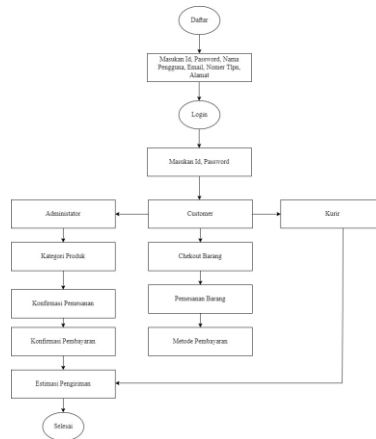 Daftar
Masukan Id, Password, Nama
Pengguna, Email, Nomer Tlpn,
Alamat
Login
Masukan Id, Password
Administator
Customer
Kurir
Kategori Produk
Chekout Barang
Konfirmasi Pemesanan
Pemesanan Barang
Konfirmasi Pembayaran
Metode Pembayaran
Estimasi Pengiriman
Selesai